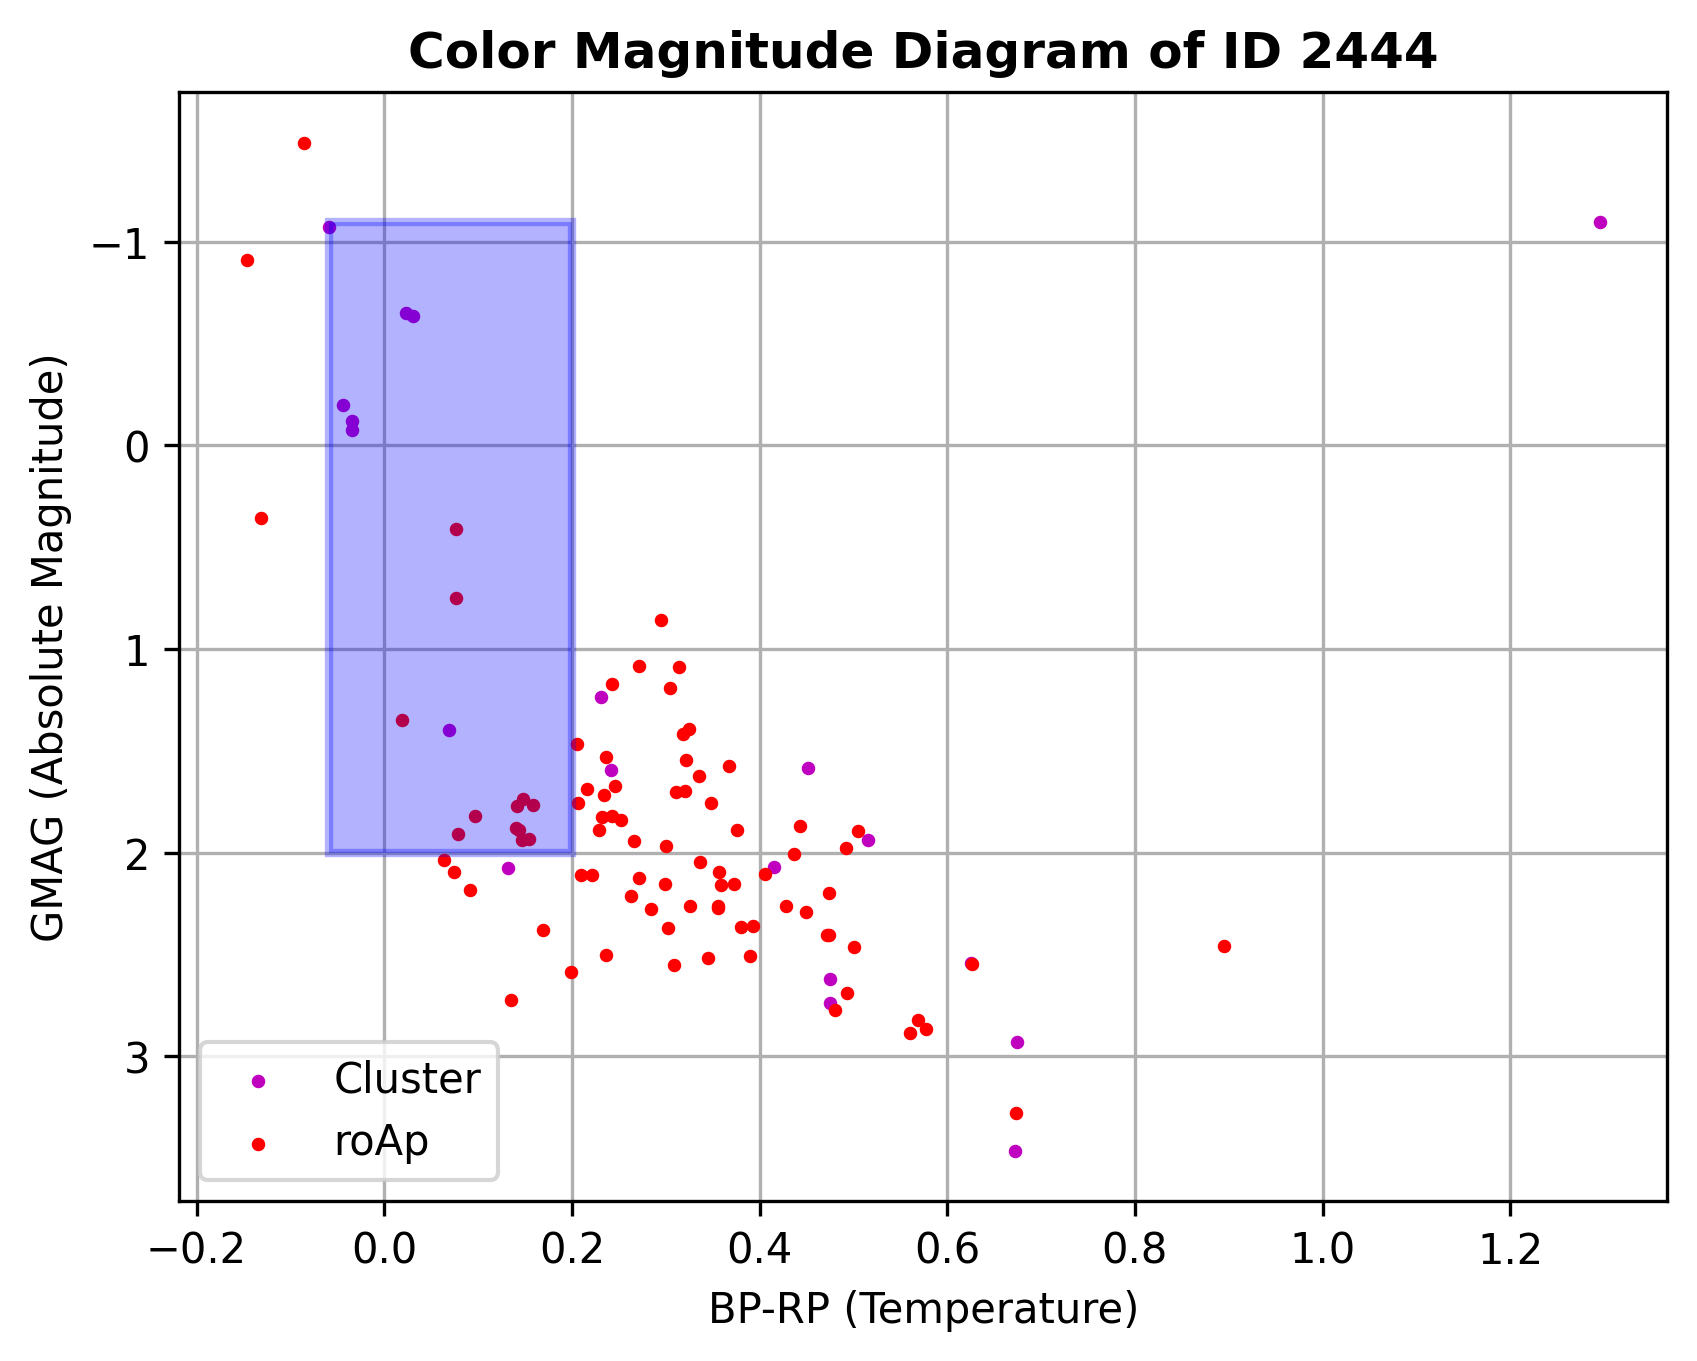 Color Magnitude Diagram of ID 2444
GMAG (Absolute Magnitude)
−1
0
1
2
3
Cluster
roAp
−0.2 0.0 0.2 0.4 0.6 0.8 1.0 1.2
BP-RP (Temperature)